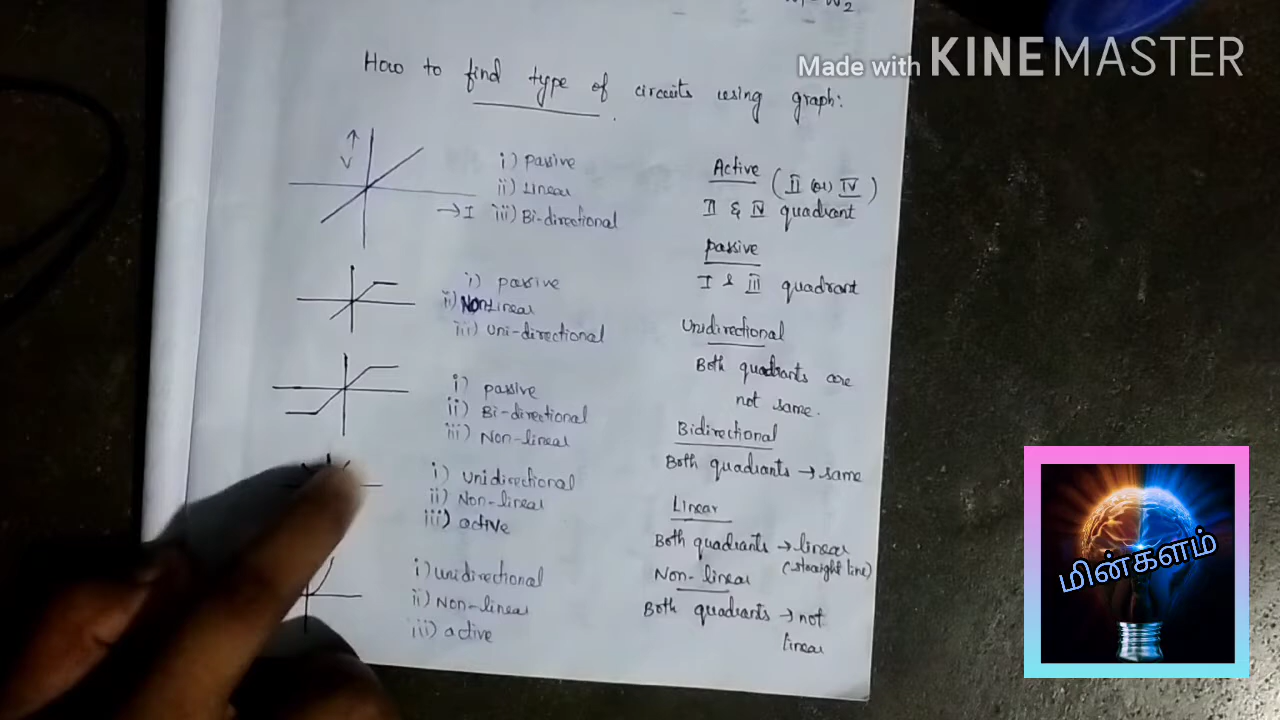 Made with KINEMASTER
How to find type of circuits using graph:
V
→ I
i) Passive
ii) Linear
iii) Bi-directional
i) passive
ii) Non Linear
iii) Uni-directional
i) passive
ii) Bi-directional
iii) Non-linear
i) unidirectional
ii) Non-linear
iii) active
i) unidirectional
ii) Non-linear
iii) active
Active
(II (or) IV)
II & IV quadrant
passive
I & III quadrant
Unidirectional
Both quadrants are
not same.
Bidirectional
Both quadrants → same
Linear
Both quadrants → linear
(straight line)
Non-linear
Both quadrants → not
linear
மின்களம்